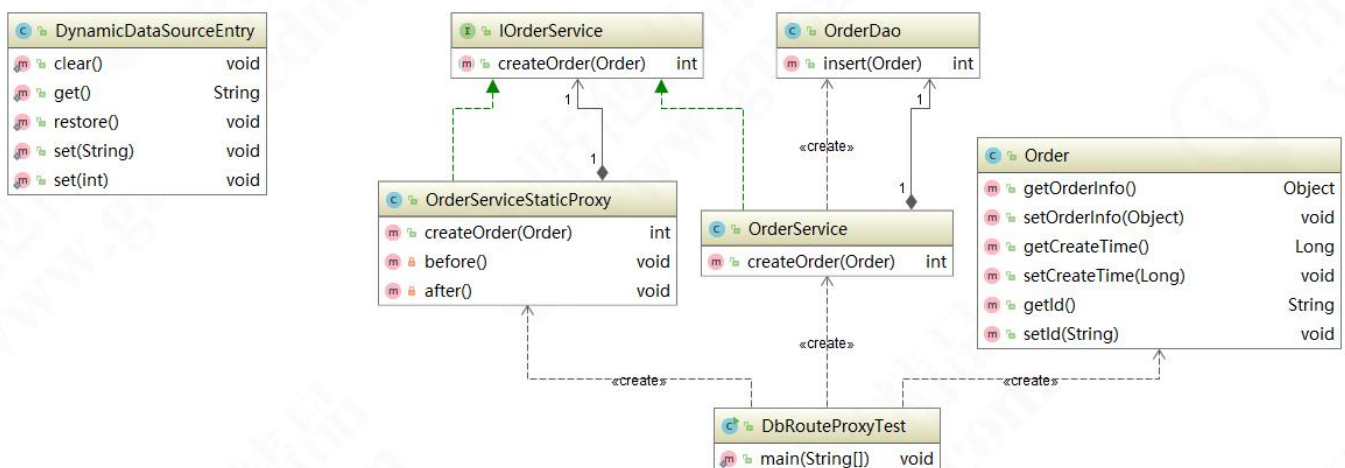 DynamicDataSourceEntry
clear() void
get() String
restore() void
set(String) void
set(int) void
IOrderService
createOrder(Order) int
OrderDao
insert(Order) int
1
1
1
1
«create»
Order
getOrderInfo() Object
setOrderInfo(Object) void
getCreateTime() Long
setCreateTime(Long) void
getId() String
setId(String) void
OrderServiceStaticProxy
createOrder(Order) int
before() void
after() void
OrderService
createOrder(Order) int
«create»
«create»
«create»
DbRouteProxyTest
main(String[]) void